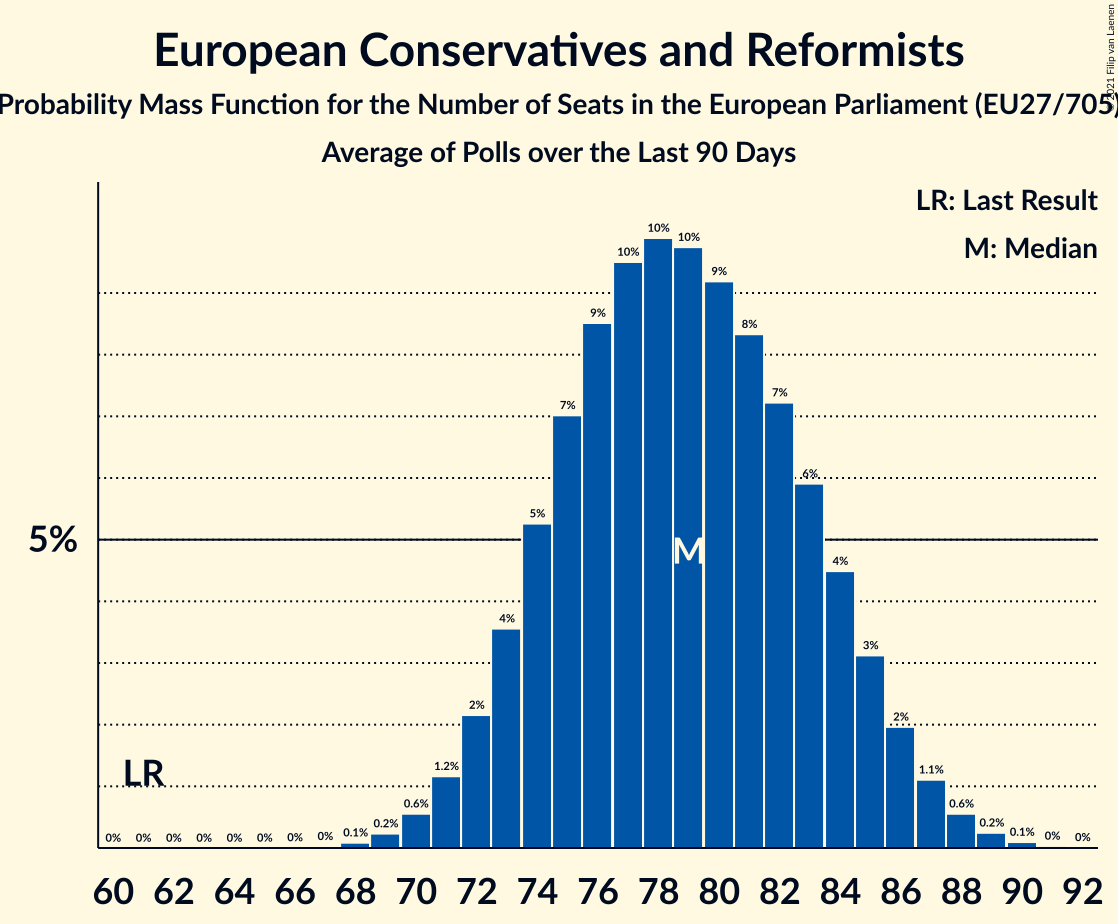 European Conservatives and Reformists
Probability Mass Function for the Number of Seats in the European Parliament (EU27/705)
Average of Polls over the Last 90 Days
© 2021 Filip van Laenen
LR: Last Result
M: Median
5%
LR
M
0% 0% 0% 0% 0% 0% 0% 0% 0.1% 0.2% 0.6% 1.2% 2% 4% 5% 7% 9% 10% 10% 10% 9% 8% 7% 6% 4% 3% 2% 1.1% 0.6% 0.2% 0.1% 0% 0%
60 62 64 66 68 70 72 74 76 78 80 82 84 86 88 90 92